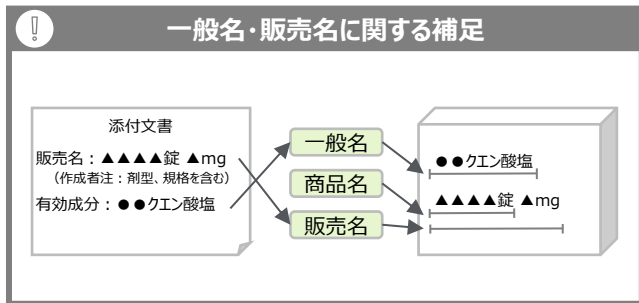 一般名・販売名に関する補足
添付文書
販売名：▲▲▲▲錠 ▲mg
（作成者注：剤型、規格を含む）
有効成分：●●クエン酸塩
一般名
商品名
販売名
●●クエン酸塩
▲▲▲▲錠 ▲mg